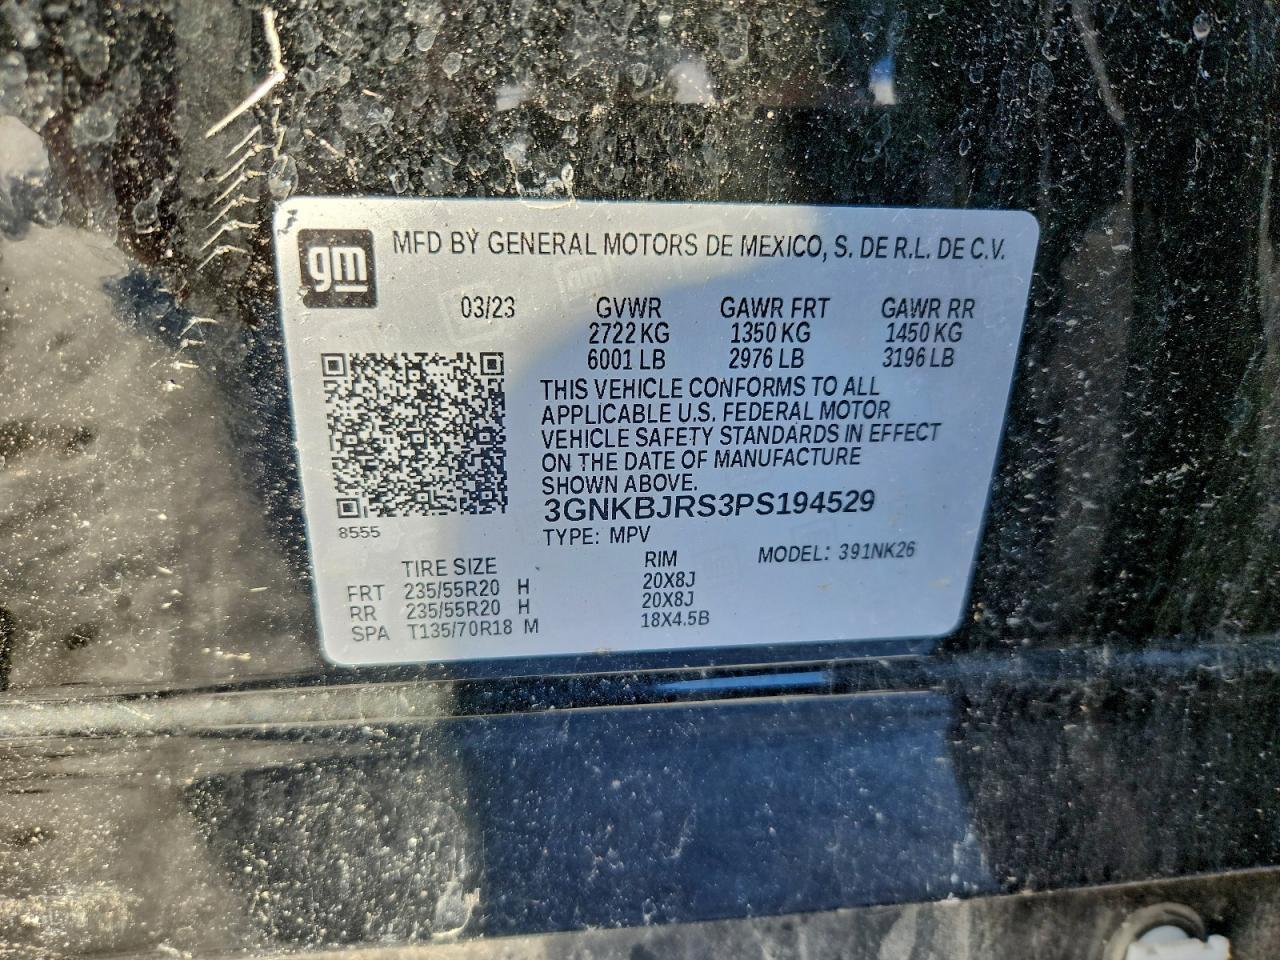 gm
MFD BY GENERAL MOTORS DE MEXICO, S. DE R.L. DE C.V.
03/23 GVWR GAWR FRT GAWR RR
2722 KG 1350 KG 1450 KG
6001 LB 2976 LB 3196 LB
THIS VEHICLE CONFORMS TO ALL
APPLICABLE U.S. FEDERAL MOTOR
VEHICLE SAFETY STANDARDS IN EFFECT
ON THE DATE OF MANUFACTURE
SHOWN ABOVE.
3GNKBJRS3PS194529
8555
TYPE: MPV MODEL: 391NK26
TIRE SIZE RIM
FRT 235/55R20 H 20X8J
RR 235/55R20 H 20X8J
SPA T135/70R18 M 18X4.5B